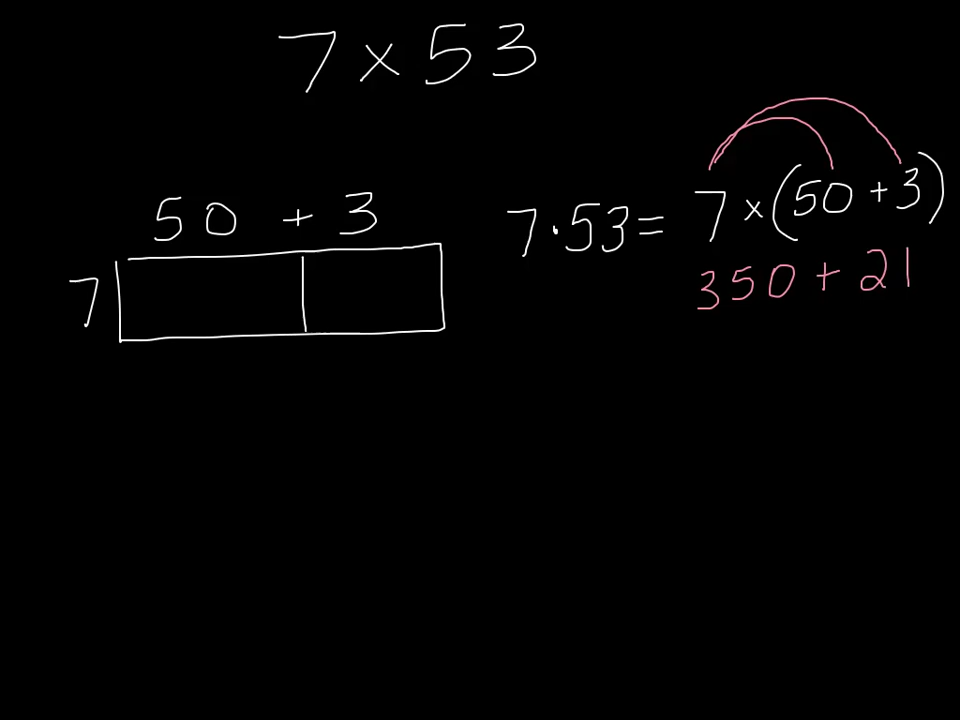 7 × 53
50 + 3
7
7·53 = 7 × (50 + 3)
350 + 21